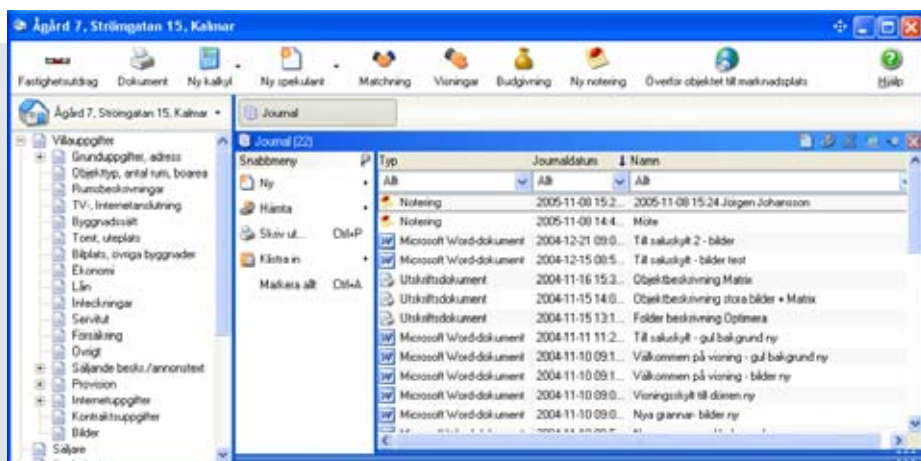 Ågård 7, Strömgatan 15, Kalmar
Fastighetsutdrag Dokument Ny kalkyl Ny spekulant Matchning Visningar Budgivning Ny notering Överför objektet till marknadsplats Hjälp
Ågård 7, Strömgatan 15, Kalmar
Journal
Villauppgifter
Grunduppgifter, adress
Objekttyp, antal rum, boarea
Rumsbeskrivningar
TV-, Internetanslutning
Byggnadssätt
Tomt, uteplats
Bilplats, övriga byggnader
Ekonomi
Lån
Inteckningar
Servitut
Försäkring
Övrigt
Säljande beskr./annonstext
Provision
Internetuppgifter
Kontraktsuppgifter
Bilder
Säljare
Journal (22)
Snabbmeny
Ny
Hämta
Skriv ut... Ctrl+P
Klistra in
Markera allt Ctrl+A
Typ Journaldatum Namn
Allt Allt Allt
Notering 2005-11-08 15:2... 2005-11-08 15:24 Jörgen Johansson
Notering 2005-11-08 14:4... Möte
Microsoft Word-dokument 2004-12-21 09:0... Till saluskylt 2 - bilder
Microsoft Word-dokument 2004-12-15 08:5... Till saluskylt - bilder test
Utskriftsdokument 2004-11-16 15:3... Objektbeskrivning Matrix
Utskriftsdokument 2004-11-15 14:0... Objektbeskrivning stora bilder + Matrix
Utskriftsdokument 2004-11-15 13:1... Folder beskrivning Optimera
Microsoft Word-dokument 2004-11-11 11:2... Till saluskylt - gul bakgrund ny
Microsoft Word-dokument 2004-11-10 09:1... Välkommen på visning - gul bakgrund ny
Microsoft Word-dokument 2004-11-10 09:1... Välkommen på visning - bilder ny
Microsoft Word-dokument 2004-11-10 09:0... Visningsskylt till dörren ny
Microsoft Word-dokument 2004-11-10 09:0... Nya grannar- bilder ny